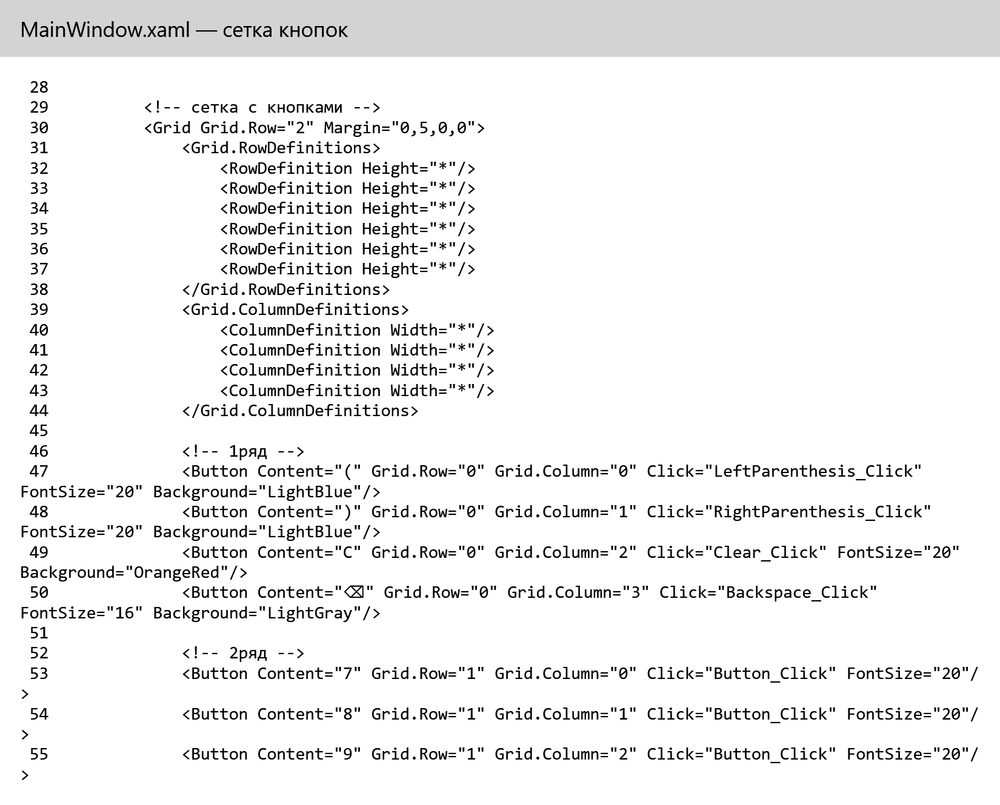 MainWindow.xaml — сетка кнопок
28
29          <!-- сетка с кнопками -->
30          <Grid Grid.Row="2" Margin="0,5,0,0">
31              <Grid.RowDefinitions>
32                  <RowDefinition Height="*"/>
33                  <RowDefinition Height="*"/>
34                  <RowDefinition Height="*"/>
35                  <RowDefinition Height="*"/>
36                  <RowDefinition Height="*"/>
37                  <RowDefinition Height="*"/>
38              </Grid.RowDefinitions>
39              <Grid.ColumnDefinitions>
40                  <ColumnDefinition Width="*"/>
41                  <ColumnDefinition Width="*"/>
42                  <ColumnDefinition Width="*"/>
43                  <ColumnDefinition Width="*"/>
44              </Grid.ColumnDefinitions>
45
46              <!-- 1ряд -->
47              <Button Content="(" Grid.Row="0" Grid.Column="0" Click="LeftParenthesis_Click"
FontSize="20" Background="LightBlue"/>
48              <Button Content=")" Grid.Row="0" Grid.Column="1" Click="RightParenthesis_Click"
FontSize="20" Background="LightBlue"/>
49              <Button Content="C" Grid.Row="0" Grid.Column="2" Click="Clear_Click" FontSize="20"
Background="OrangeRed"/>
50              <Button Content="⌫" Grid.Row="0" Grid.Column="3" Click="Backspace_Click"
FontSize="16" Background="LightGray"/>
51
52              <!-- 2ряд -->
53              <Button Content="7" Grid.Row="1" Grid.Column="0" Click="Button_Click" FontSize="20"/
>
54              <Button Content="8" Grid.Row="1" Grid.Column="1" Click="Button_Click" FontSize="20"/
>
55              <Button Content="9" Grid.Row="1" Grid.Column="2" Click="Button_Click" FontSize="20"/
>